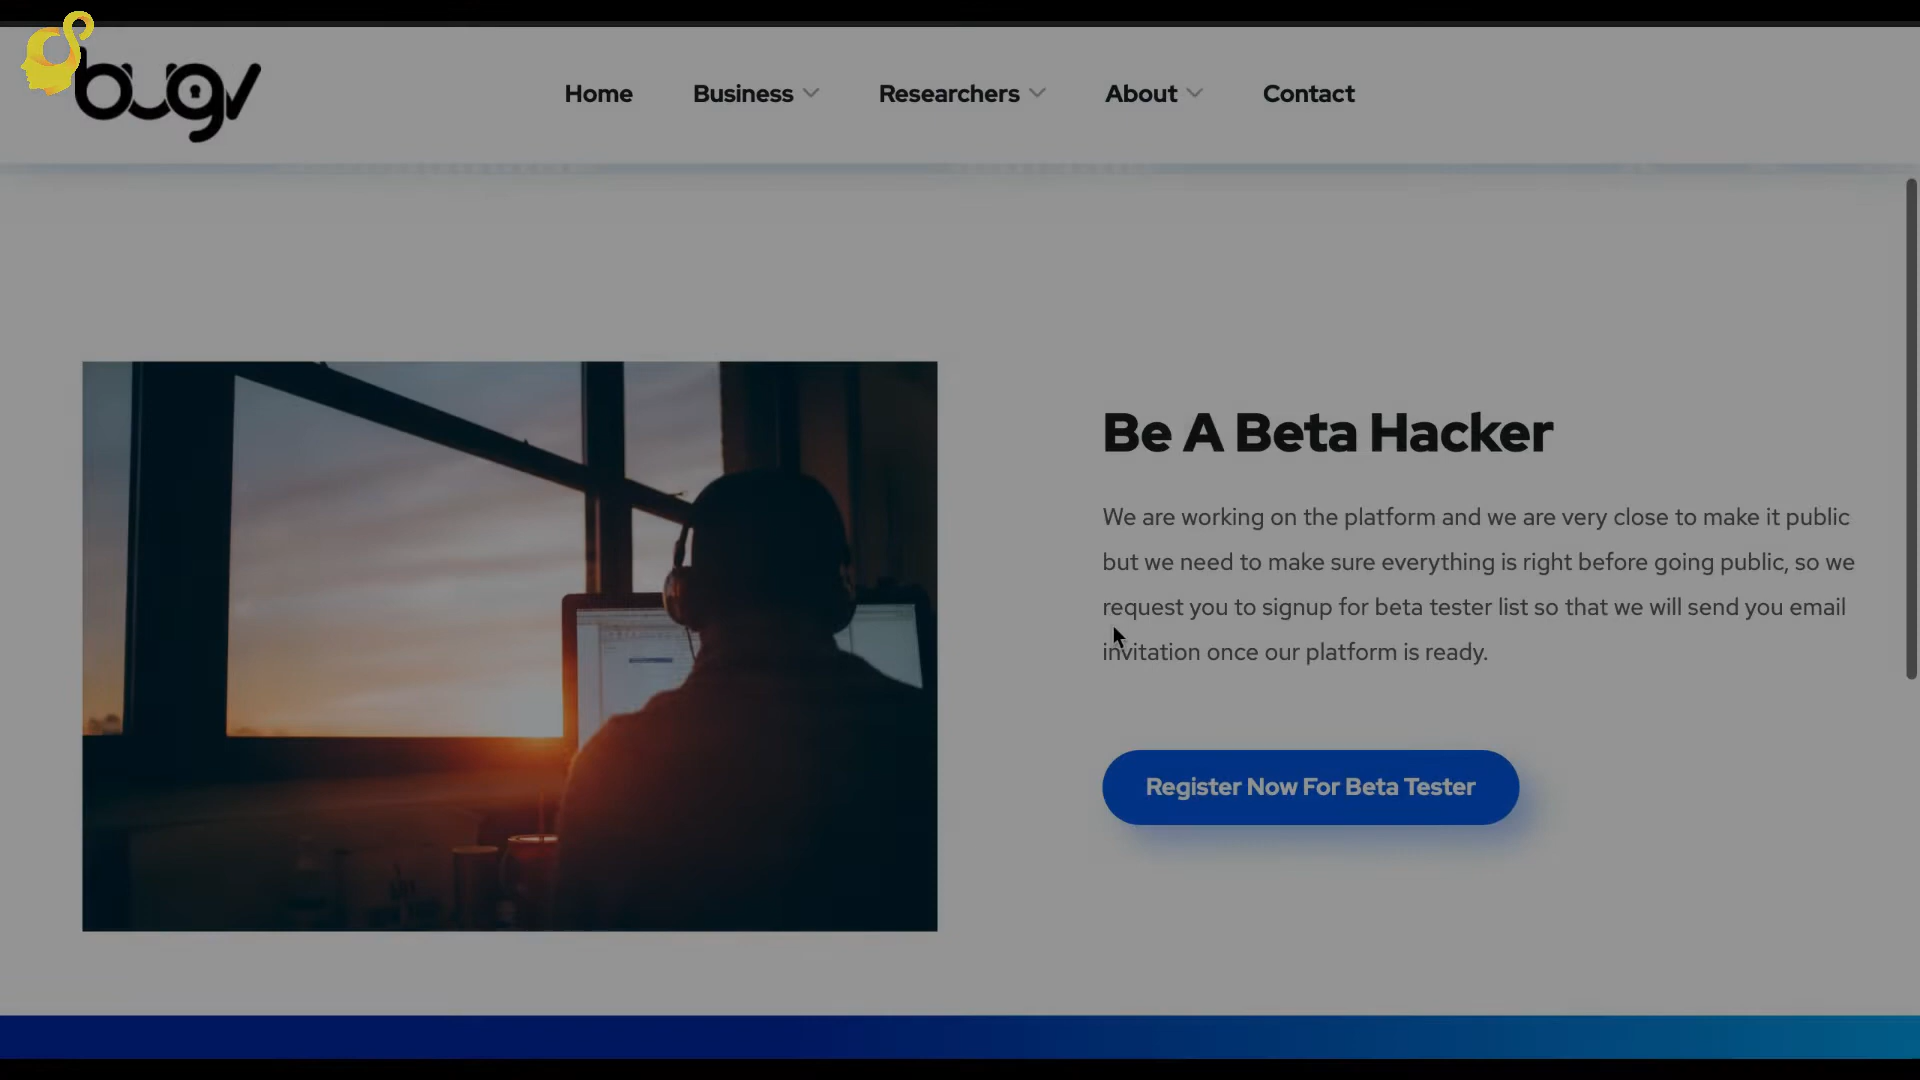 bugv
Home Business Researchers About Contact
Be A Beta Hacker
We are working on the platform and we are very close to make it public
but we need to make sure everything is right before going public, so we
request you to signup for beta tester list so that we will send you email
invitation once our platform is ready.
Register Now For Beta Tester